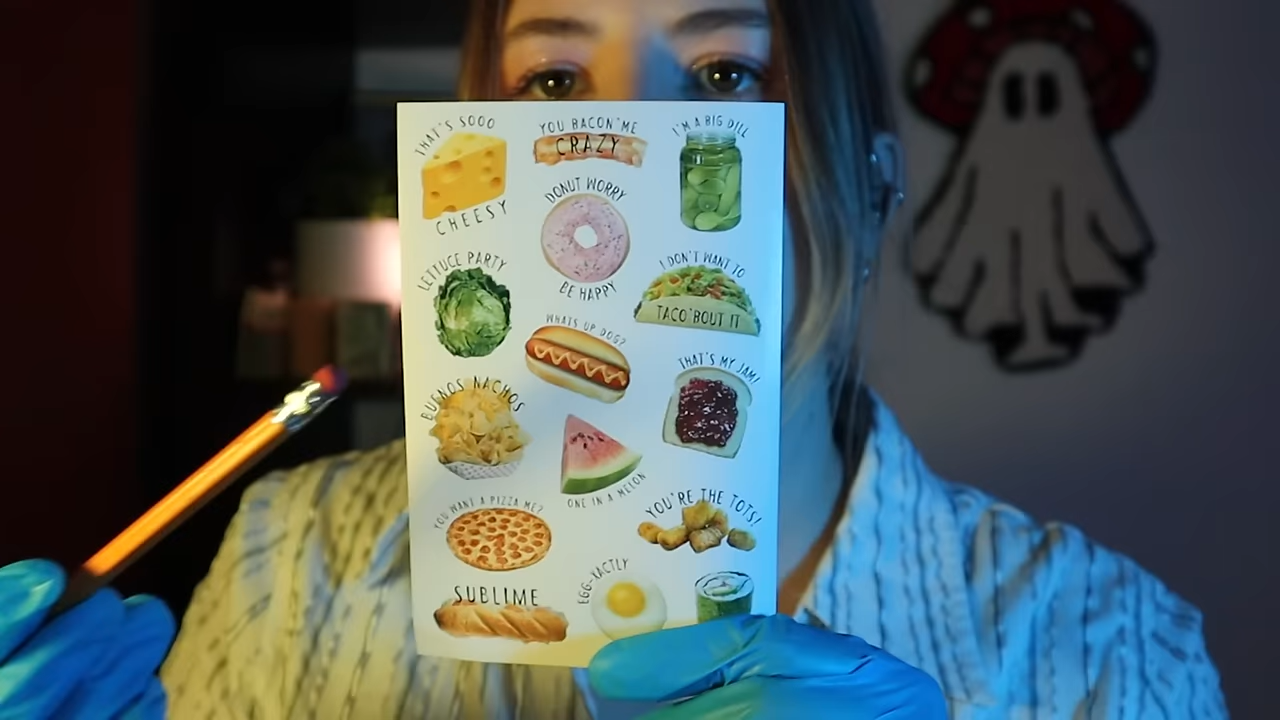 THAT'S SOOO
CHEESY
YOU BACON ME
CRAZY
I'M A BIG DILL
DONUT WORRY
BE HAPPY
LETTUCE PARTY
I DON'T WANT TO
TACO 'BOUT IT
WHATS UP DOG?
THAT'S MY JAM!
BUENOS NACHOS
ONE IN A MELON
YOU WANT A PIZZA ME?
YOU'RE THE TOTS!
SUBLIME
EGG-XACTLY